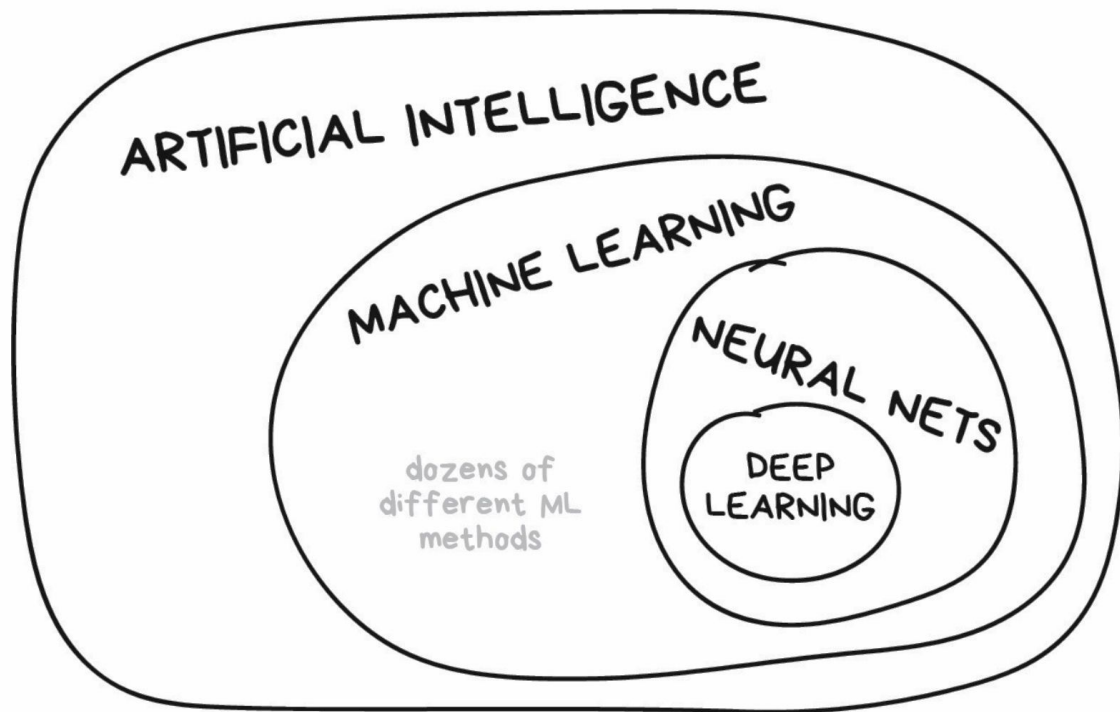 ARTIFICIAL INTELLIGENCE
MACHINE LEARNING
NEURAL NETS
DEEP
LEARNING
dozens of
different ML
methods